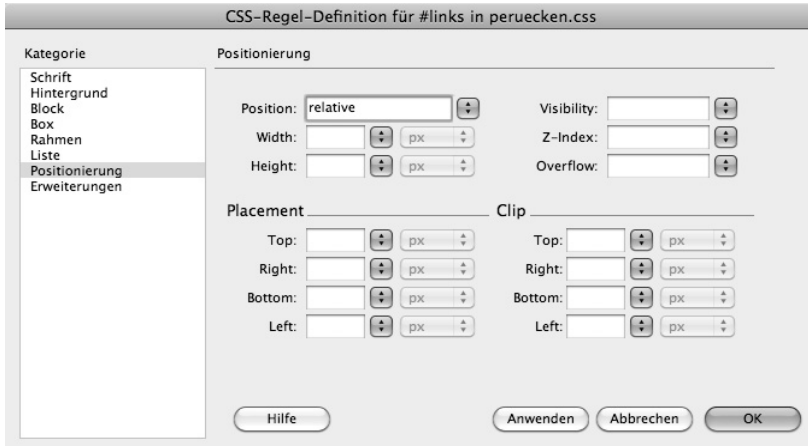 CSS-Regel-Definition für #links in peruecken.css
Kategorie
Schrift
Hintergrund
Block
Box
Rahmen
Liste
Positionierung
Erweiterungen
Positionierung
Position: relative
Visibility:
Width: px
Z-Index:
Height: px
Overflow:
Placement
Top: px
Right: px
Bottom: px
Left: px
Clip
Top: px
Right: px
Bottom: px
Left: px
Hilfe
Anwenden
Abbrechen
OK